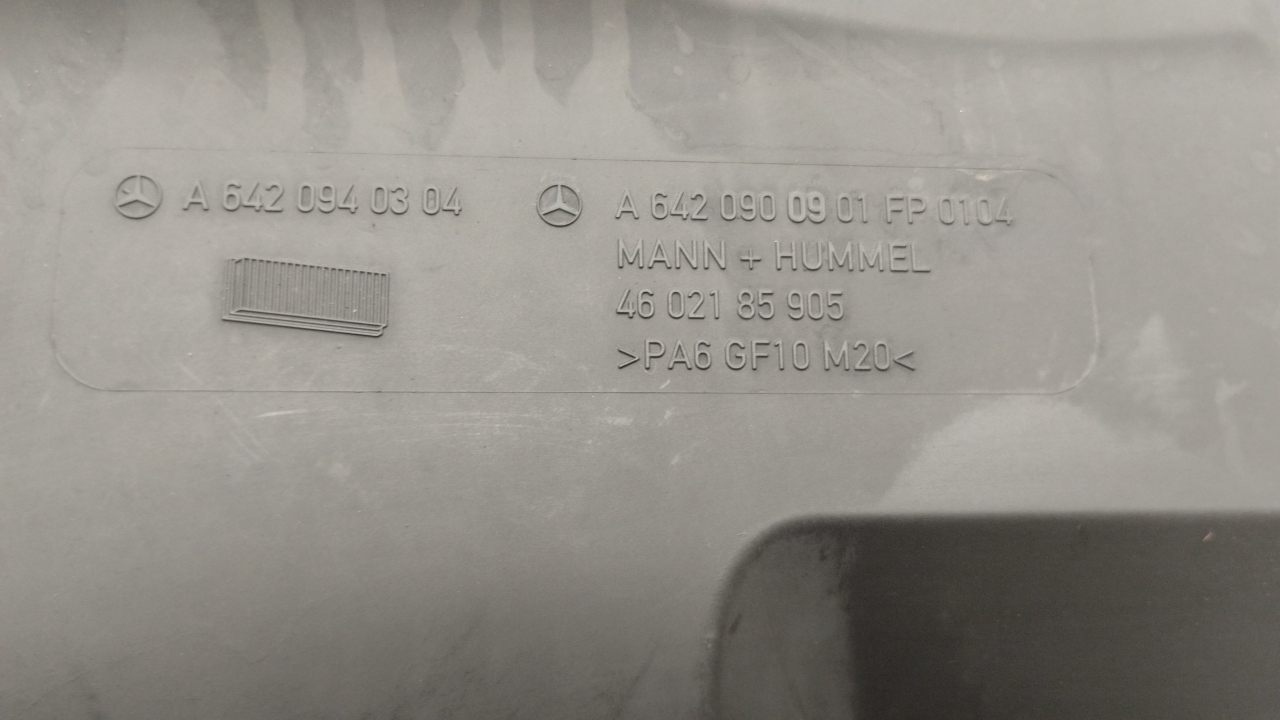 A 642 094 03 04
A 642 090 09 01 FP 0104
MANN + HUMMEL
46 021 85 905
>PA6 GF10 M20<